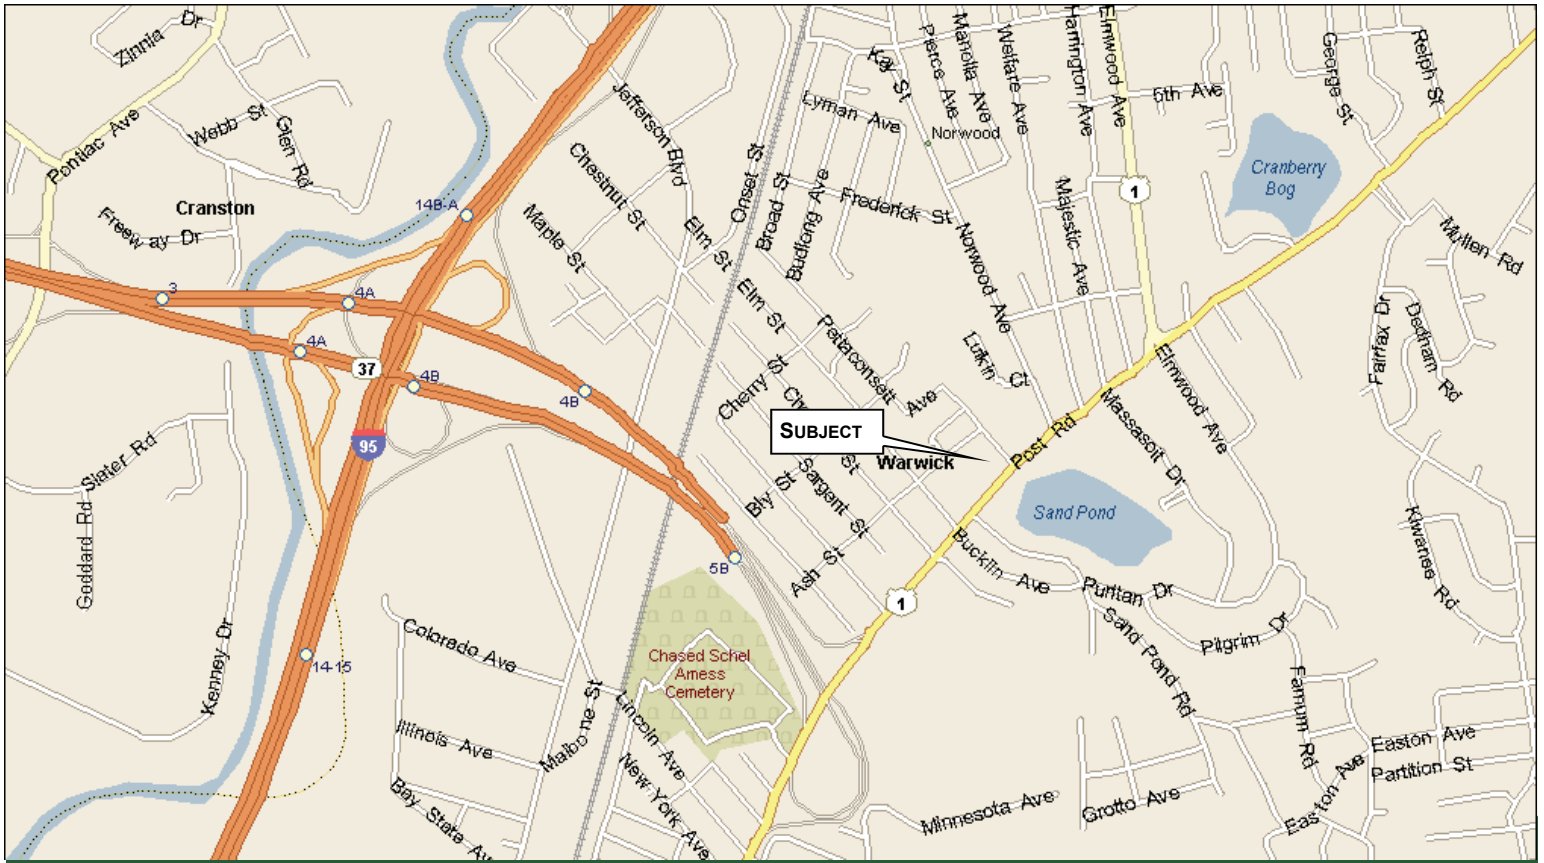 Zinnia Dr
Pontiac Ave
Webb St
Glen Rd
Cranston
Freeway Dr
14B-A
3
4A
4A
4B
4B
37
95
5B
14-15
Slater Rd
Goddard Rd
Kenney Dr
Jefferson Blvd
Chestnut St
Maple St
Elm St
Onset St
Broad St
Budlong Ave
Lyman Ave
Kay St
Frederick St
Norwood
Norwood Ave
Pierce Ave
Manolla Ave
Welfare Ave
Harrington Ave
Elmwood Ave
5th Ave
George St
Relph St
Cranberry
Bog
1
Majestic Ave
Mullen Rd
Fairfax Dr
Dedham Rd
Elm St
Pettaconsett Ave
Lufkin Ct
Cherry St
SUBJECT
Warwick
Post Rd
Massasoit Dr
Elmwood Ave
Sargent St
Bly St
Ash St
Sand Pond
Bucklin Ave
Puritan Dr
Pilgrim Dr
Sand Pond Rd
Kiwanee Rd
1
Farnum Rd
Easton Ave
Easton Ave
Partition St
Minnesota Ave
Grotto Ave
Colorado Ave
Illinois Ave
Bay State Av
Malbone St
Lincoln Ave
New York Ave
Chased Schel
Amess
Cemetery